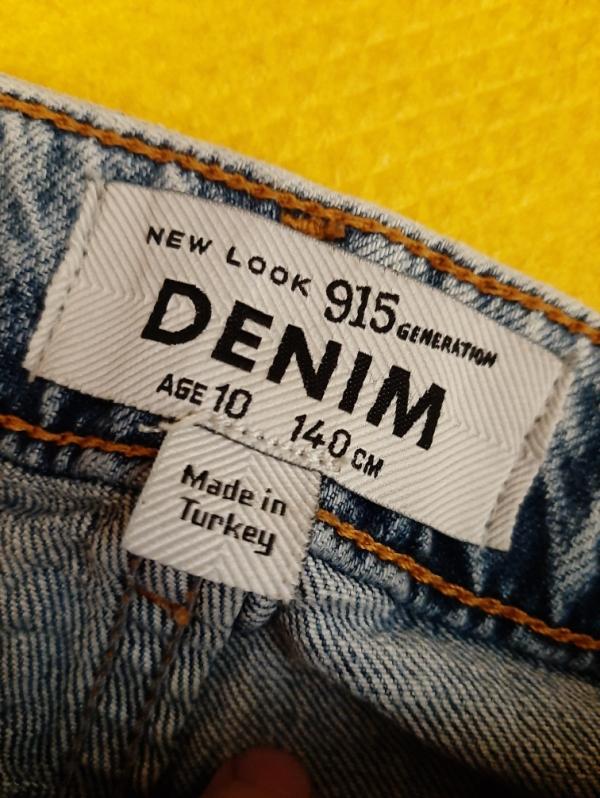 NEW LOOK 915 GENERATION
DENIM
AGE 10 140 CM
Made in
Turkey